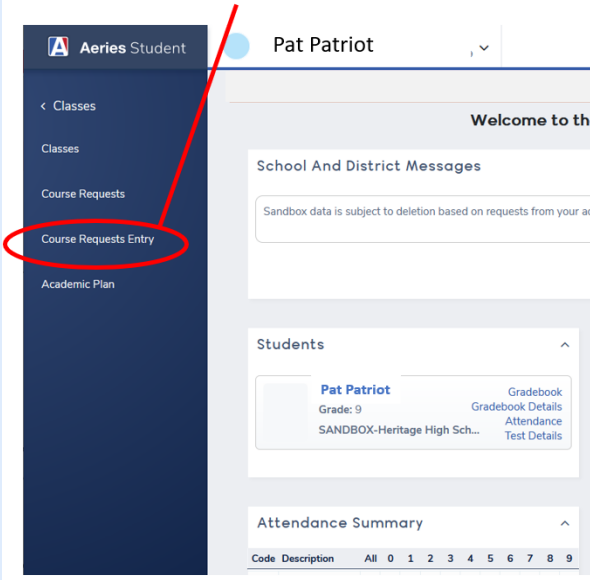 Aeries Student
Pat Patriot
< Classes
Classes
Course Requests
Course Requests Entry
Academic Plan
Welcome to th
School And District Messages
Sandbox data is subject to deletion based on requests from your a
Students
Pat Patriot
Grade: 9
SANDBOX-Heritage High Sch...
Gradebook
Gradebook Details
Attendance
Test Details
Attendance Summary
Code Description All 0 1 2 3 4 5 6 7 8 9